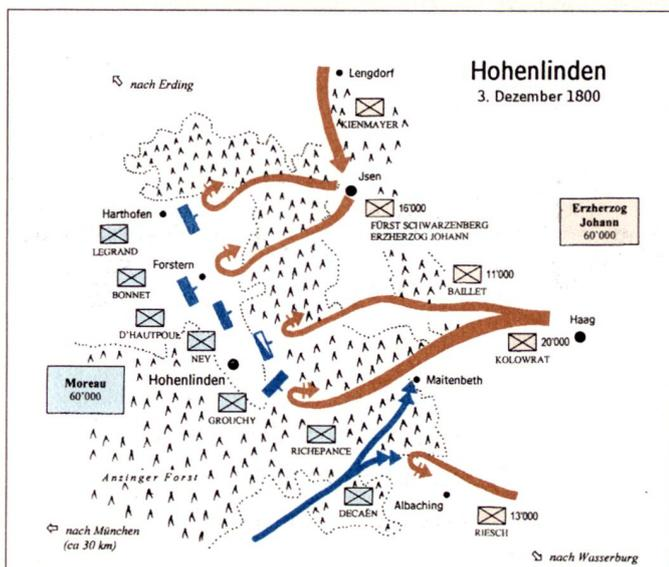 Hohenlinden
3. Dezember 1800
nach Erding
Lengdorf
KIENMAYER
Jsen
16'000
FÜRST SCHWARZENBERG
ERZHERZOG JOHANN
Erzherzog
Johann
60'000
Harthofen
LEGRAND
Forstern
BONNET
11'000
BAILLET
D'HAUTPOUL
NEY
Haag
20'000
KOLOWRAT
Hohenlinden
Moreau
60'000
Maitenbeth
GROUCHY
RICHEPANCE
Anzinger Forst
DECAËN
Albaching
13'000
RIESCH
nach München
(ca 30 km)
nach Wasserburg